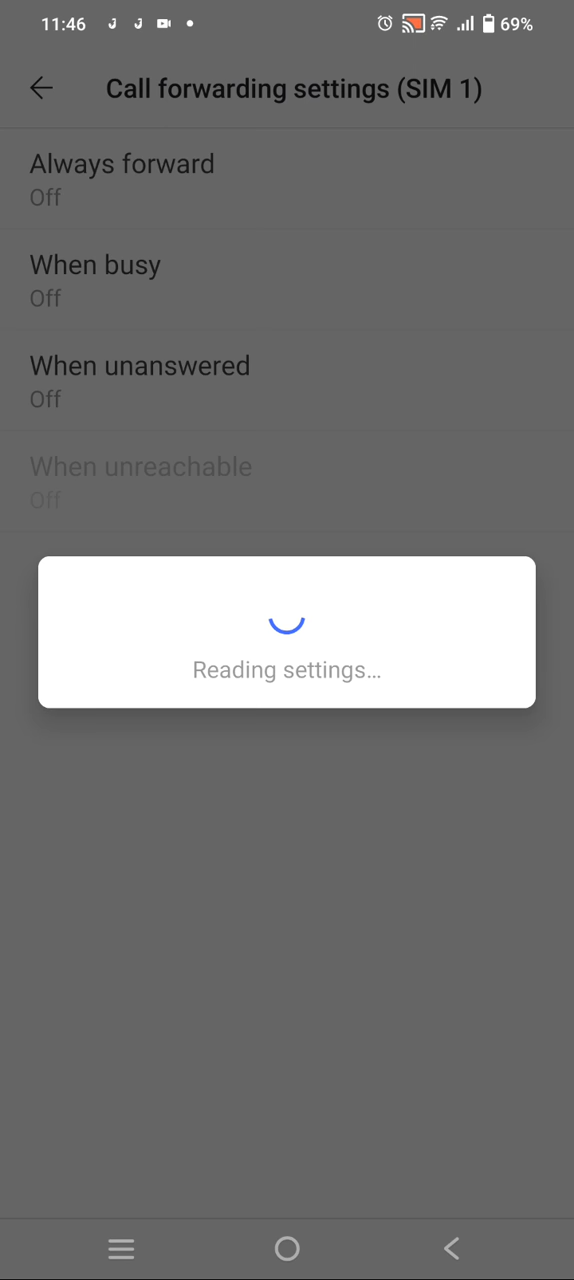 11:46
69%
Call forwarding settings (SIM 1)
Always forward
Off
When busy
Off
When unanswered
Off
When unreachable
Off
Reading settings...